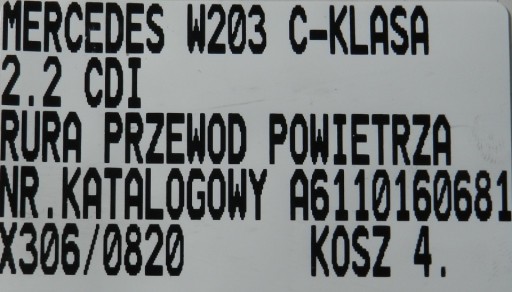 MERCEDES W203 C-KLASA
2.2 CDI
RURA PRZEWOD POWIETRZA
NR.KATALOGOWY A6110160681
X306/0820 KOSZ 4.